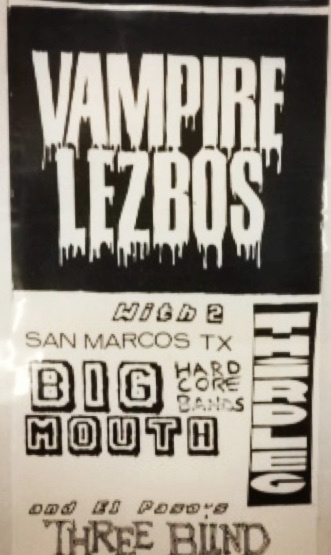 VAMPIRE
LEZBOS
With 2
SAN MARCOS TX
BIG
MOUTH
HARD
CORE
BANDS
THIRDLEG
and El Paso's
THREE BLIND